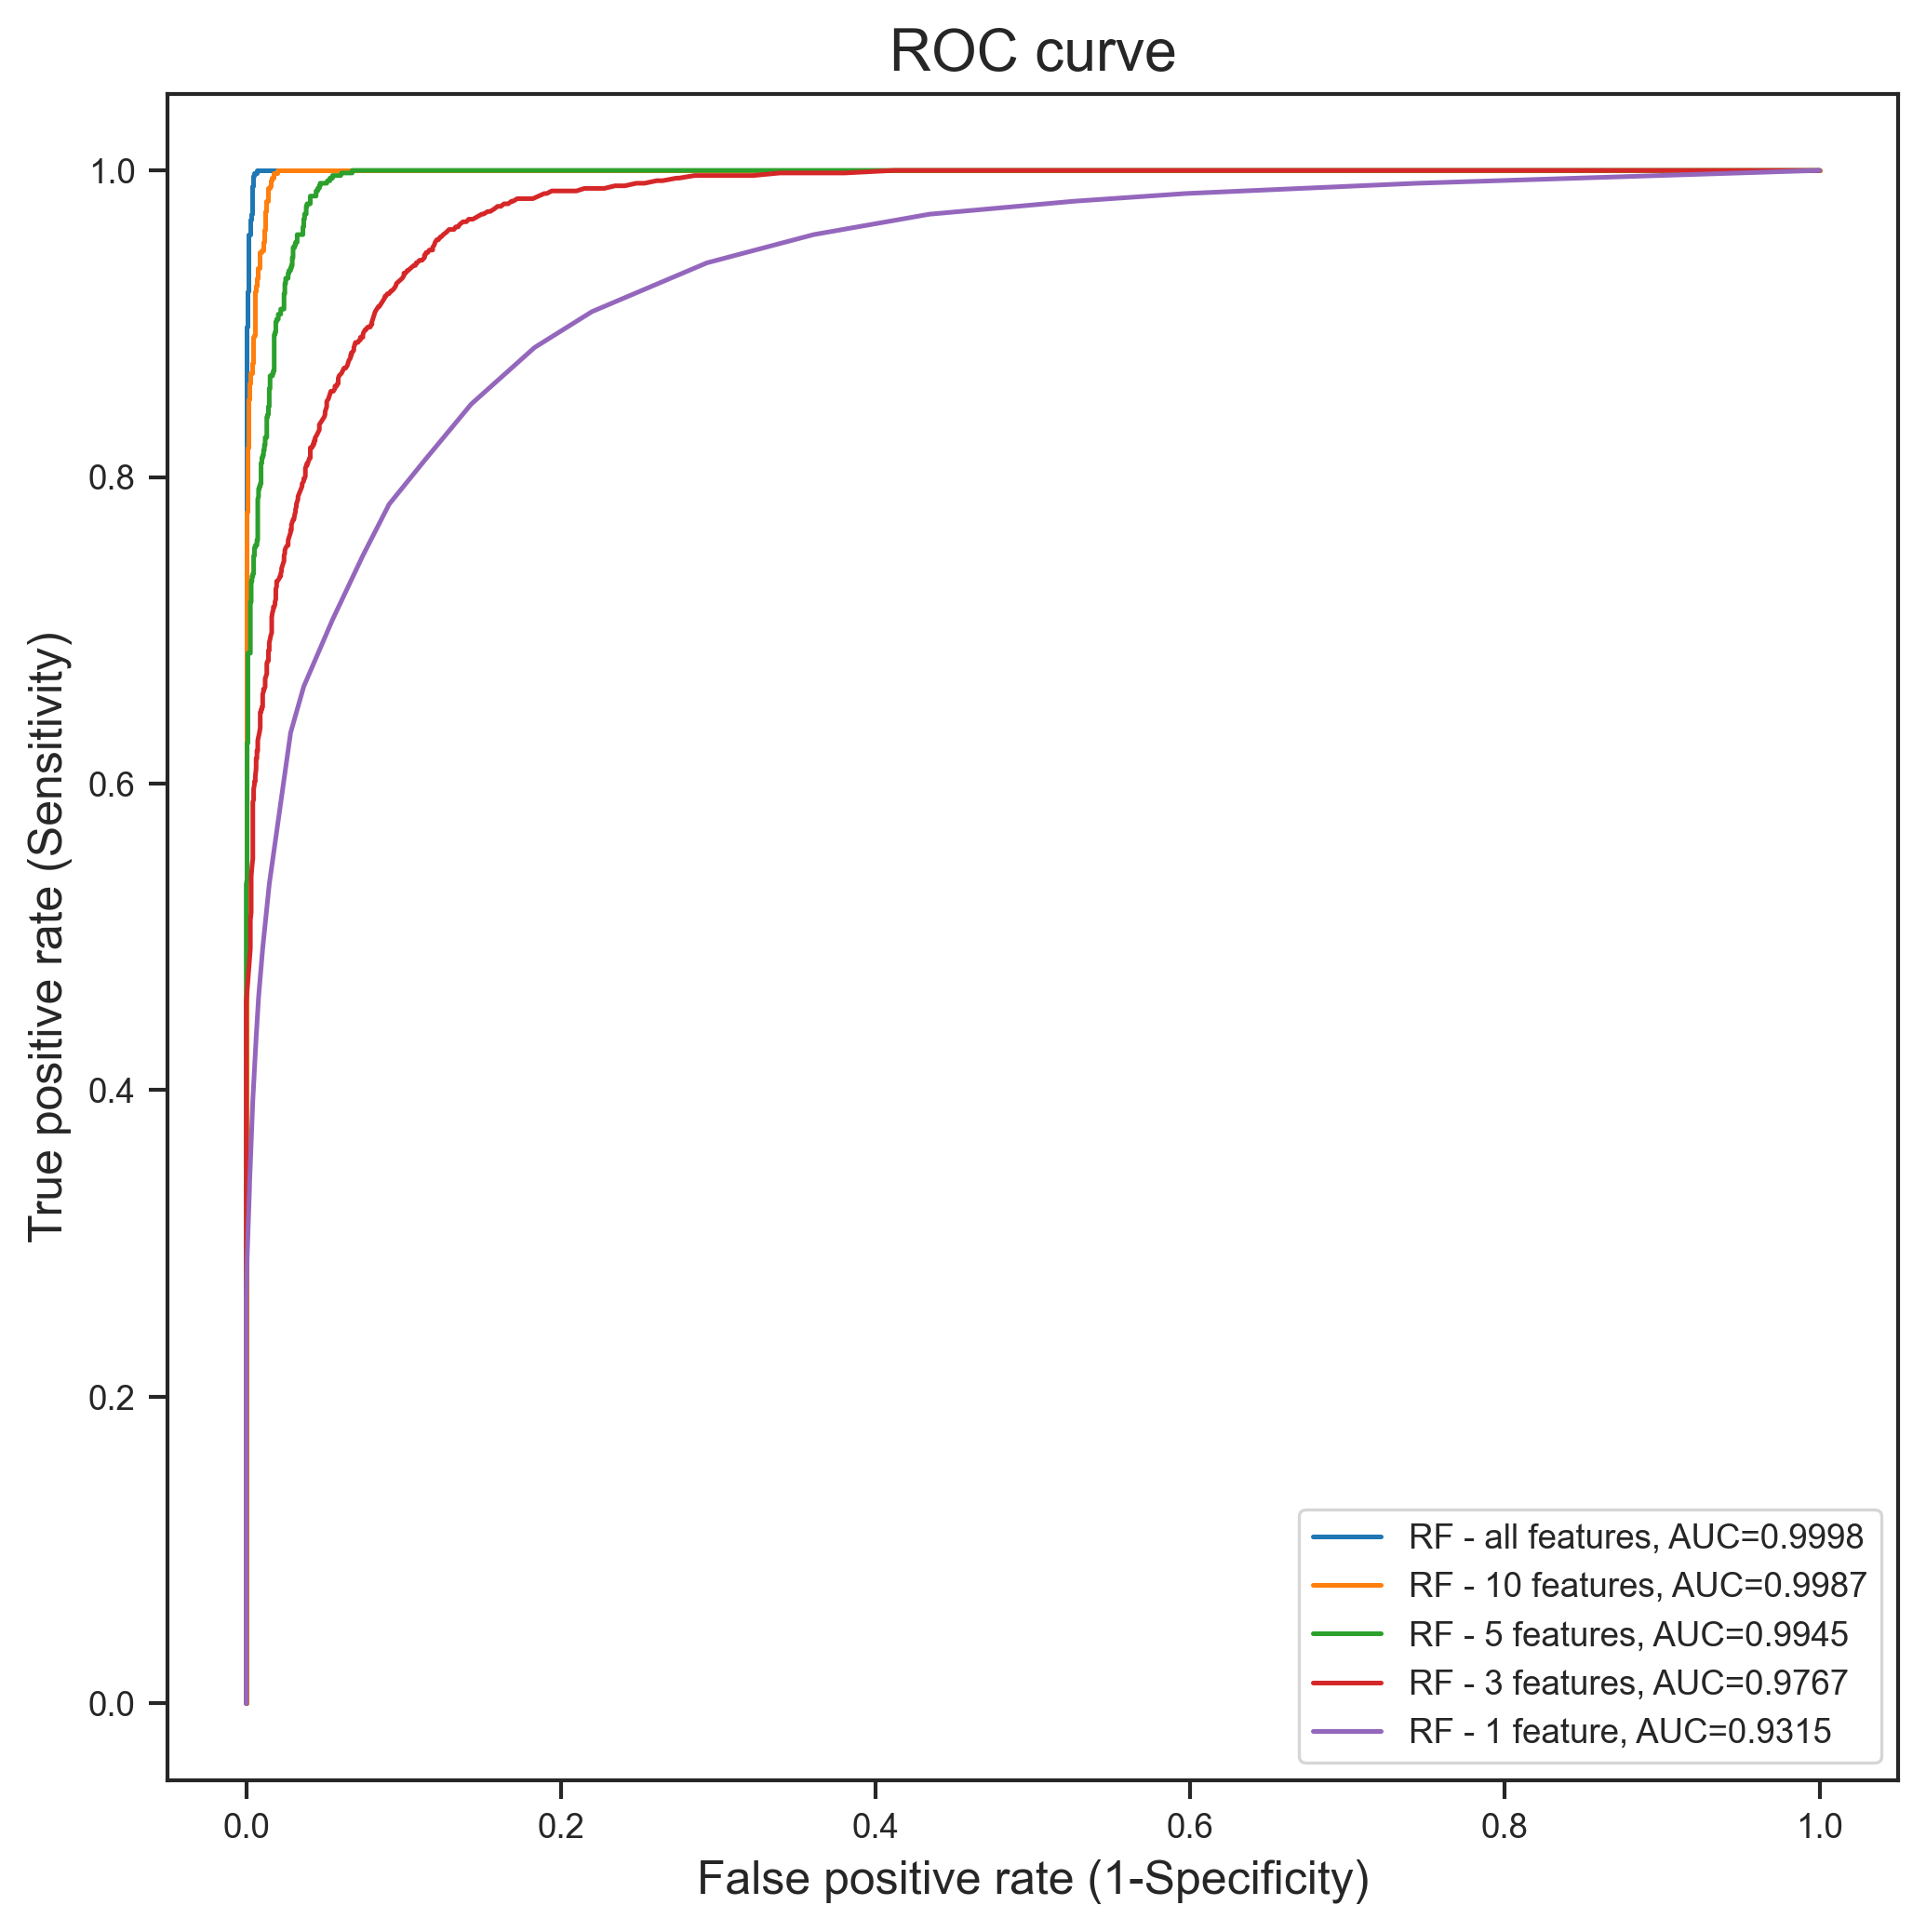 ROC curve
1.0
0.8
0.6
0.4
0.2
0.0
True positive rate (Sensitivity)
RF - all features, AUC=0.9998
RF - 10 features, AUC=0.9987
RF - 5 features, AUC=0.9945
RF - 3 features, AUC=0.9767
RF - 1 feature, AUC=0.9315
0.0 0.2 0.4 0.6 0.8 1.0
False positive rate (1-Specificity)